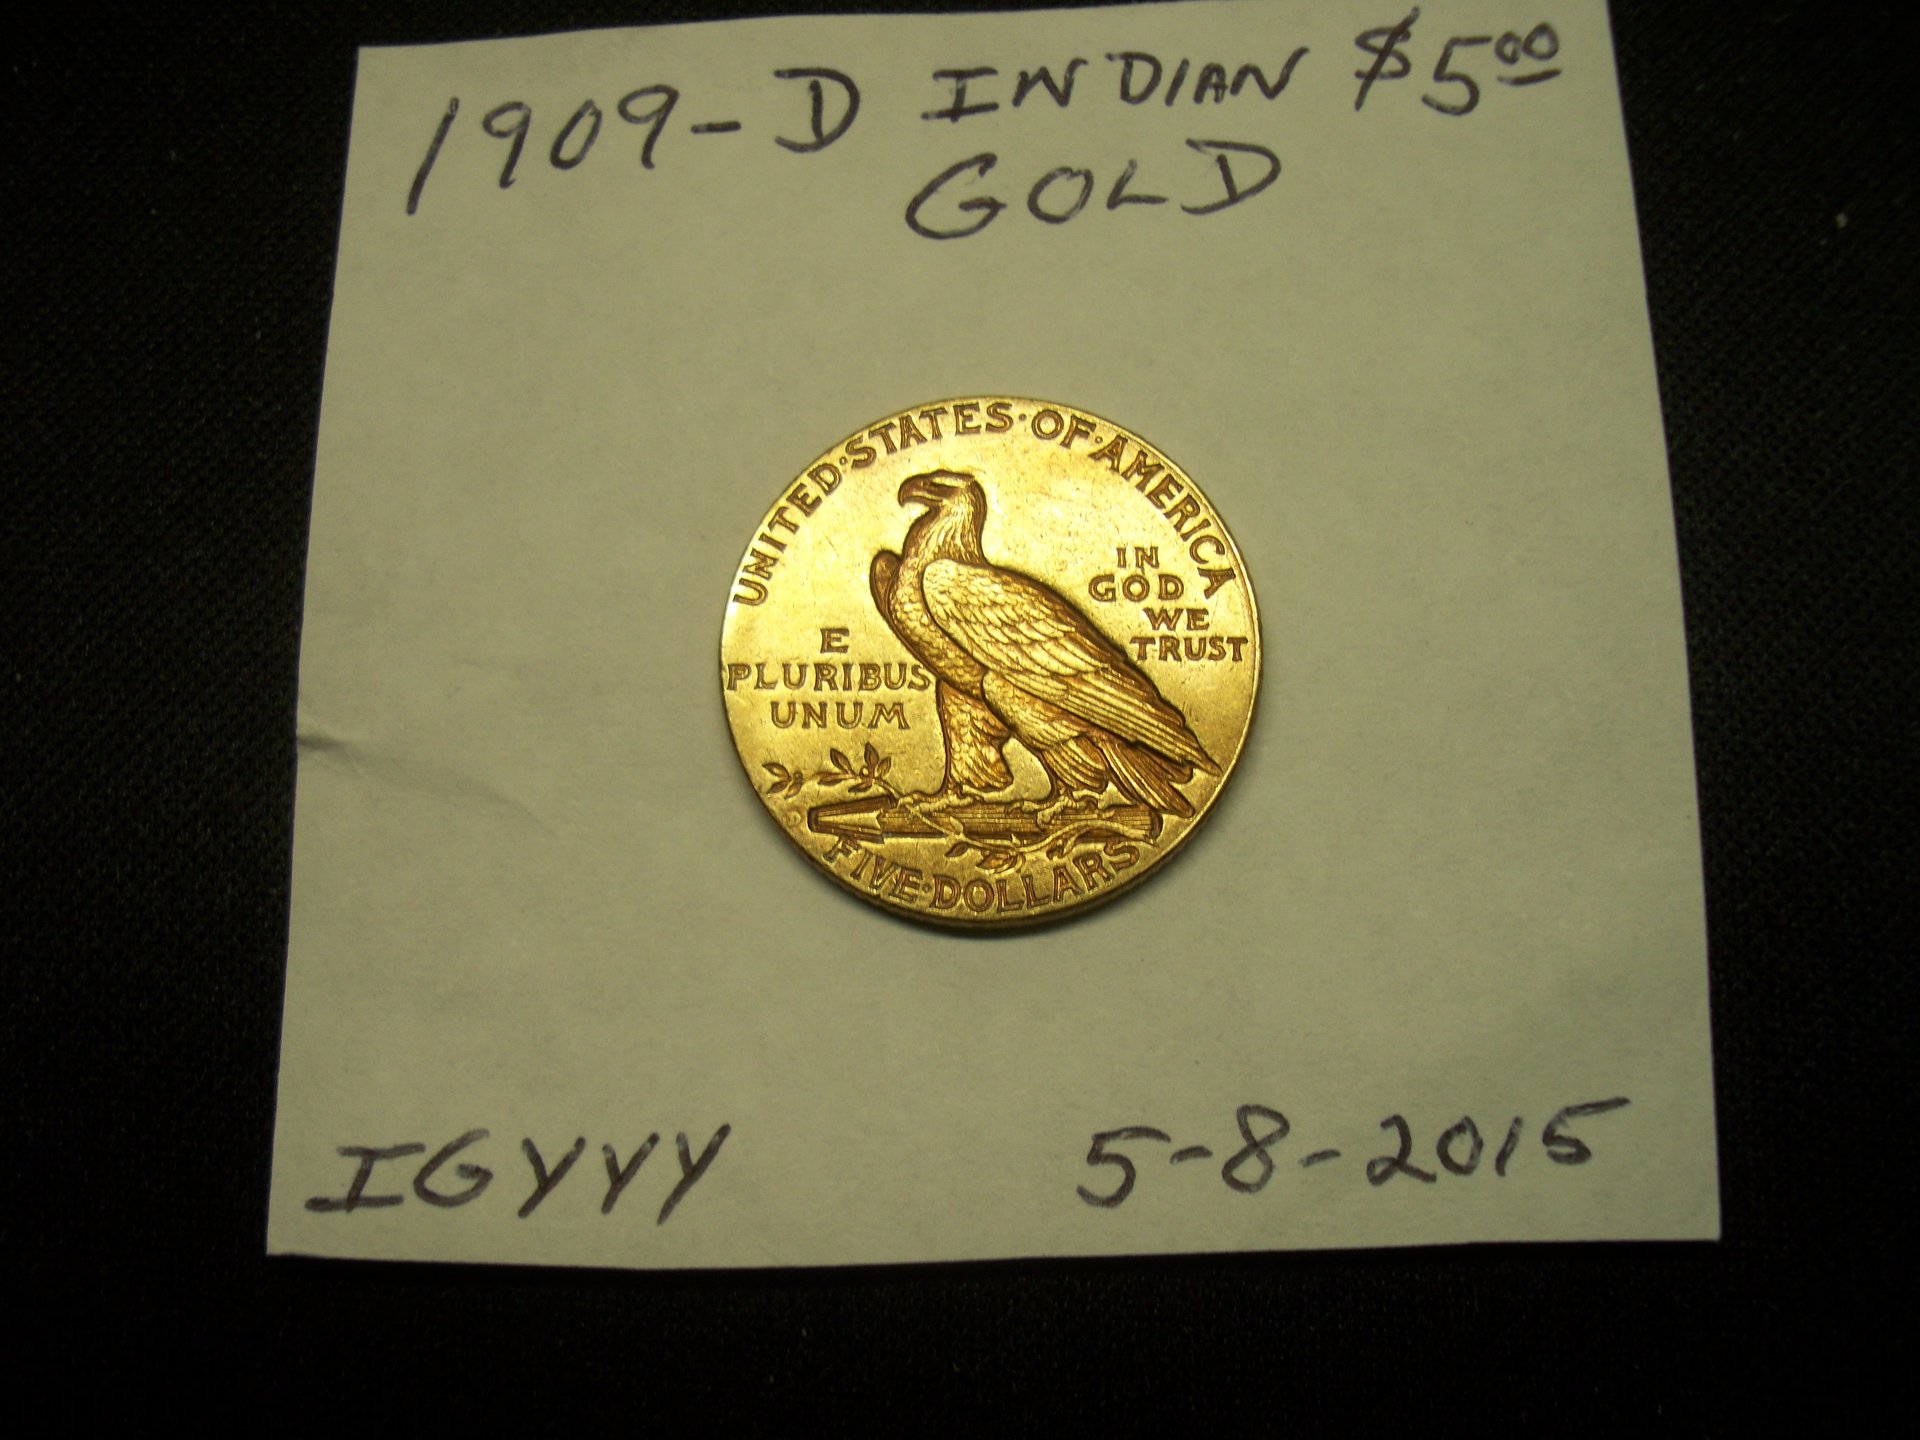 1909-D INDIAN $5.00
GOLD
UNITED·STATES·OF·AMERICA
IN
GOD
WE
TRUST
E
PLURIBUS
UNUM
FIVE·DOLLARS
IGYYY 5-8-2015